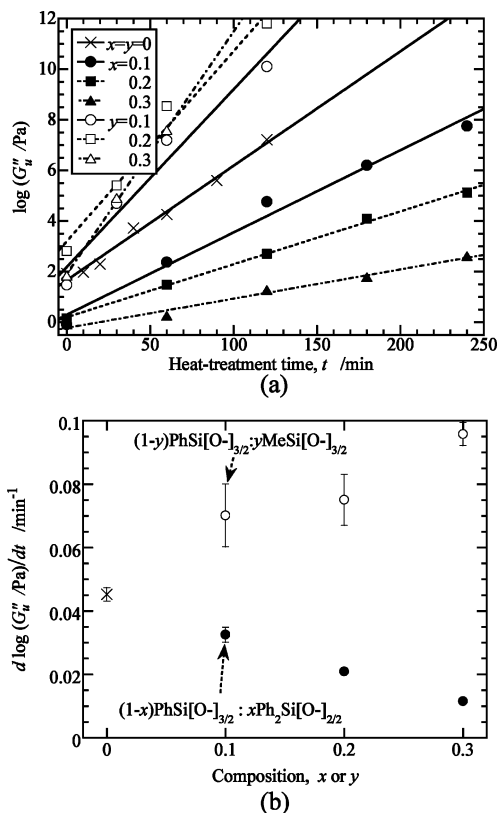 12
10
8
6
4
2
0
log (G''u /Pa)
x=y=0
x=0.1
0.2
0.3
y=0.1
0.2
0.3
0 50 100 150 200 250
Heat-treatment time, t /min
(a)
0.1
0.08
0.06
0.04
0.02
0
d log (G''u /Pa)/dt /min-1
(1-y)PhSi[O-]3/2:yMeSi[O-]3/2
(1-x)PhSi[O-]3/2 : xPh2Si[O-]2/2
0 0.1 0.2 0.3
Composition, x or y
(b)